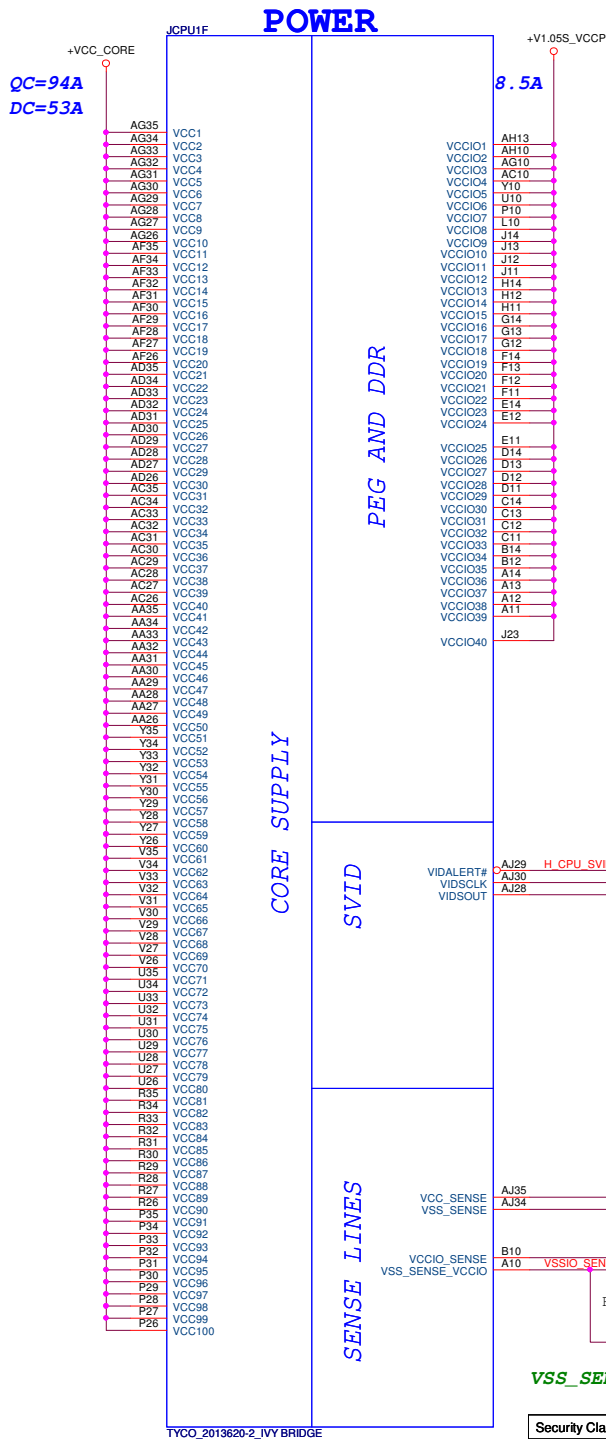 POWER
JCPU1F
+VCC_CORE
+V1.05S_VCCP
QC=94A
DC=53A
8.5A
AG35 VCC1
AG34 VCC2
AG33 VCC3
AG32 VCC4
AG31 VCC5
AG30 VCC6
AG29 VCC7
AG28 VCC8
AG27 VCC9
AG26 VCC10
AF35 VCC11
AF34 VCC12
AF33 VCC13
AF32 VCC14
AF31 VCC15
AF30 VCC16
AF29 VCC17
AF28 VCC18
AF27 VCC19
AF26 VCC20
AD35 VCC21
AD34 VCC22
AD33 VCC23
AD32 VCC24
AD31 VCC25
AD30 VCC26
AD29 VCC27
AD28 VCC28
AD27 VCC29
AD26 VCC30
AC35 VCC31
AC34 VCC32
AC33 VCC33
AC32 VCC34
AC31 VCC35
AC30 VCC36
AC29 VCC37
AC28 VCC38
AC27 VCC39
AC26 VCC40
AA35 VCC41
AA34 VCC42
AA33 VCC43
AA32 VCC44
AA31 VCC45
AA30 VCC46
AA29 VCC47
AA28 VCC48
AA27 VCC49
AA26 VCC50
Y35 VCC51
Y34 VCC52
Y33 VCC53
Y32 VCC54
Y31 VCC55
Y30 VCC56
Y29 VCC57
Y28 VCC58
Y27 VCC59
Y26 VCC60
V35 VCC61
V34 VCC62
V33 VCC63
V32 VCC64
V31 VCC65
V30 VCC66
V29 VCC67
V28 VCC68
V27 VCC69
V26 VCC70
U35 VCC71
U34 VCC72
U33 VCC73
U32 VCC74
U31 VCC75
U30 VCC76
U29 VCC77
U28 VCC78
U27 VCC79
U26 VCC80
R35 VCC81
R34 VCC82
R33 VCC83
R32 VCC84
R31 VCC85
R30 VCC86
R29 VCC87
R28 VCC88
R27 VCC89
R26 VCC90
P35 VCC91
P34 VCC92
P33 VCC93
P32 VCC94
P31 VCC95
P30 VCC96
P29 VCC97
P28 VCC98
P27 VCC99
P26 VCC100
CORE SUPPLY
PEG AND DDR
VCCIO1 AH13
VCCIO2 AH10
VCCIO3 AG10
VCCIO4 AC10
VCCIO5 Y10
VCCIO6 U10
VCCIO7 P10
VCCIO8 L10
VCCIO9 J14
VCCIO10 J13
VCCIO11 J12
VCCIO12 J11
VCCIO13 H14
VCCIO14 H12
VCCIO15 H11
VCCIO16 G14
VCCIO17 G13
VCCIO18 G12
VCCIO19 F14
VCCIO20 F13
VCCIO21 F12
VCCIO22 F11
VCCIO23 E14
VCCIO24 E12
VCCIO25 E11
VCCIO26 D14
VCCIO27 D13
VCCIO28 D12
VCCIO29 D11
VCCIO30 C14
VCCIO31 C13
VCCIO32 C12
VCCIO33 C11
VCCIO34 B14
VCCIO35 B12
VCCIO36 A14
VCCIO37 A13
VCCIO38 A12
VCCIO39 A11
VCCIO40 J23
SVID
VIDALERT# AJ29 H_CPU_SVI
VIDSCLK AJ30
VIDSOUT AJ28
SENSE LINES
VCC_SENSE AJ35
VSS_SENSE AJ34
VCCIO_SENSE B10
VSS_SENSE_VCCIO A10 VSSIO_SEN
VSS_SE
Security Cla
TYCO_2013620-2_IVY BRIDGE